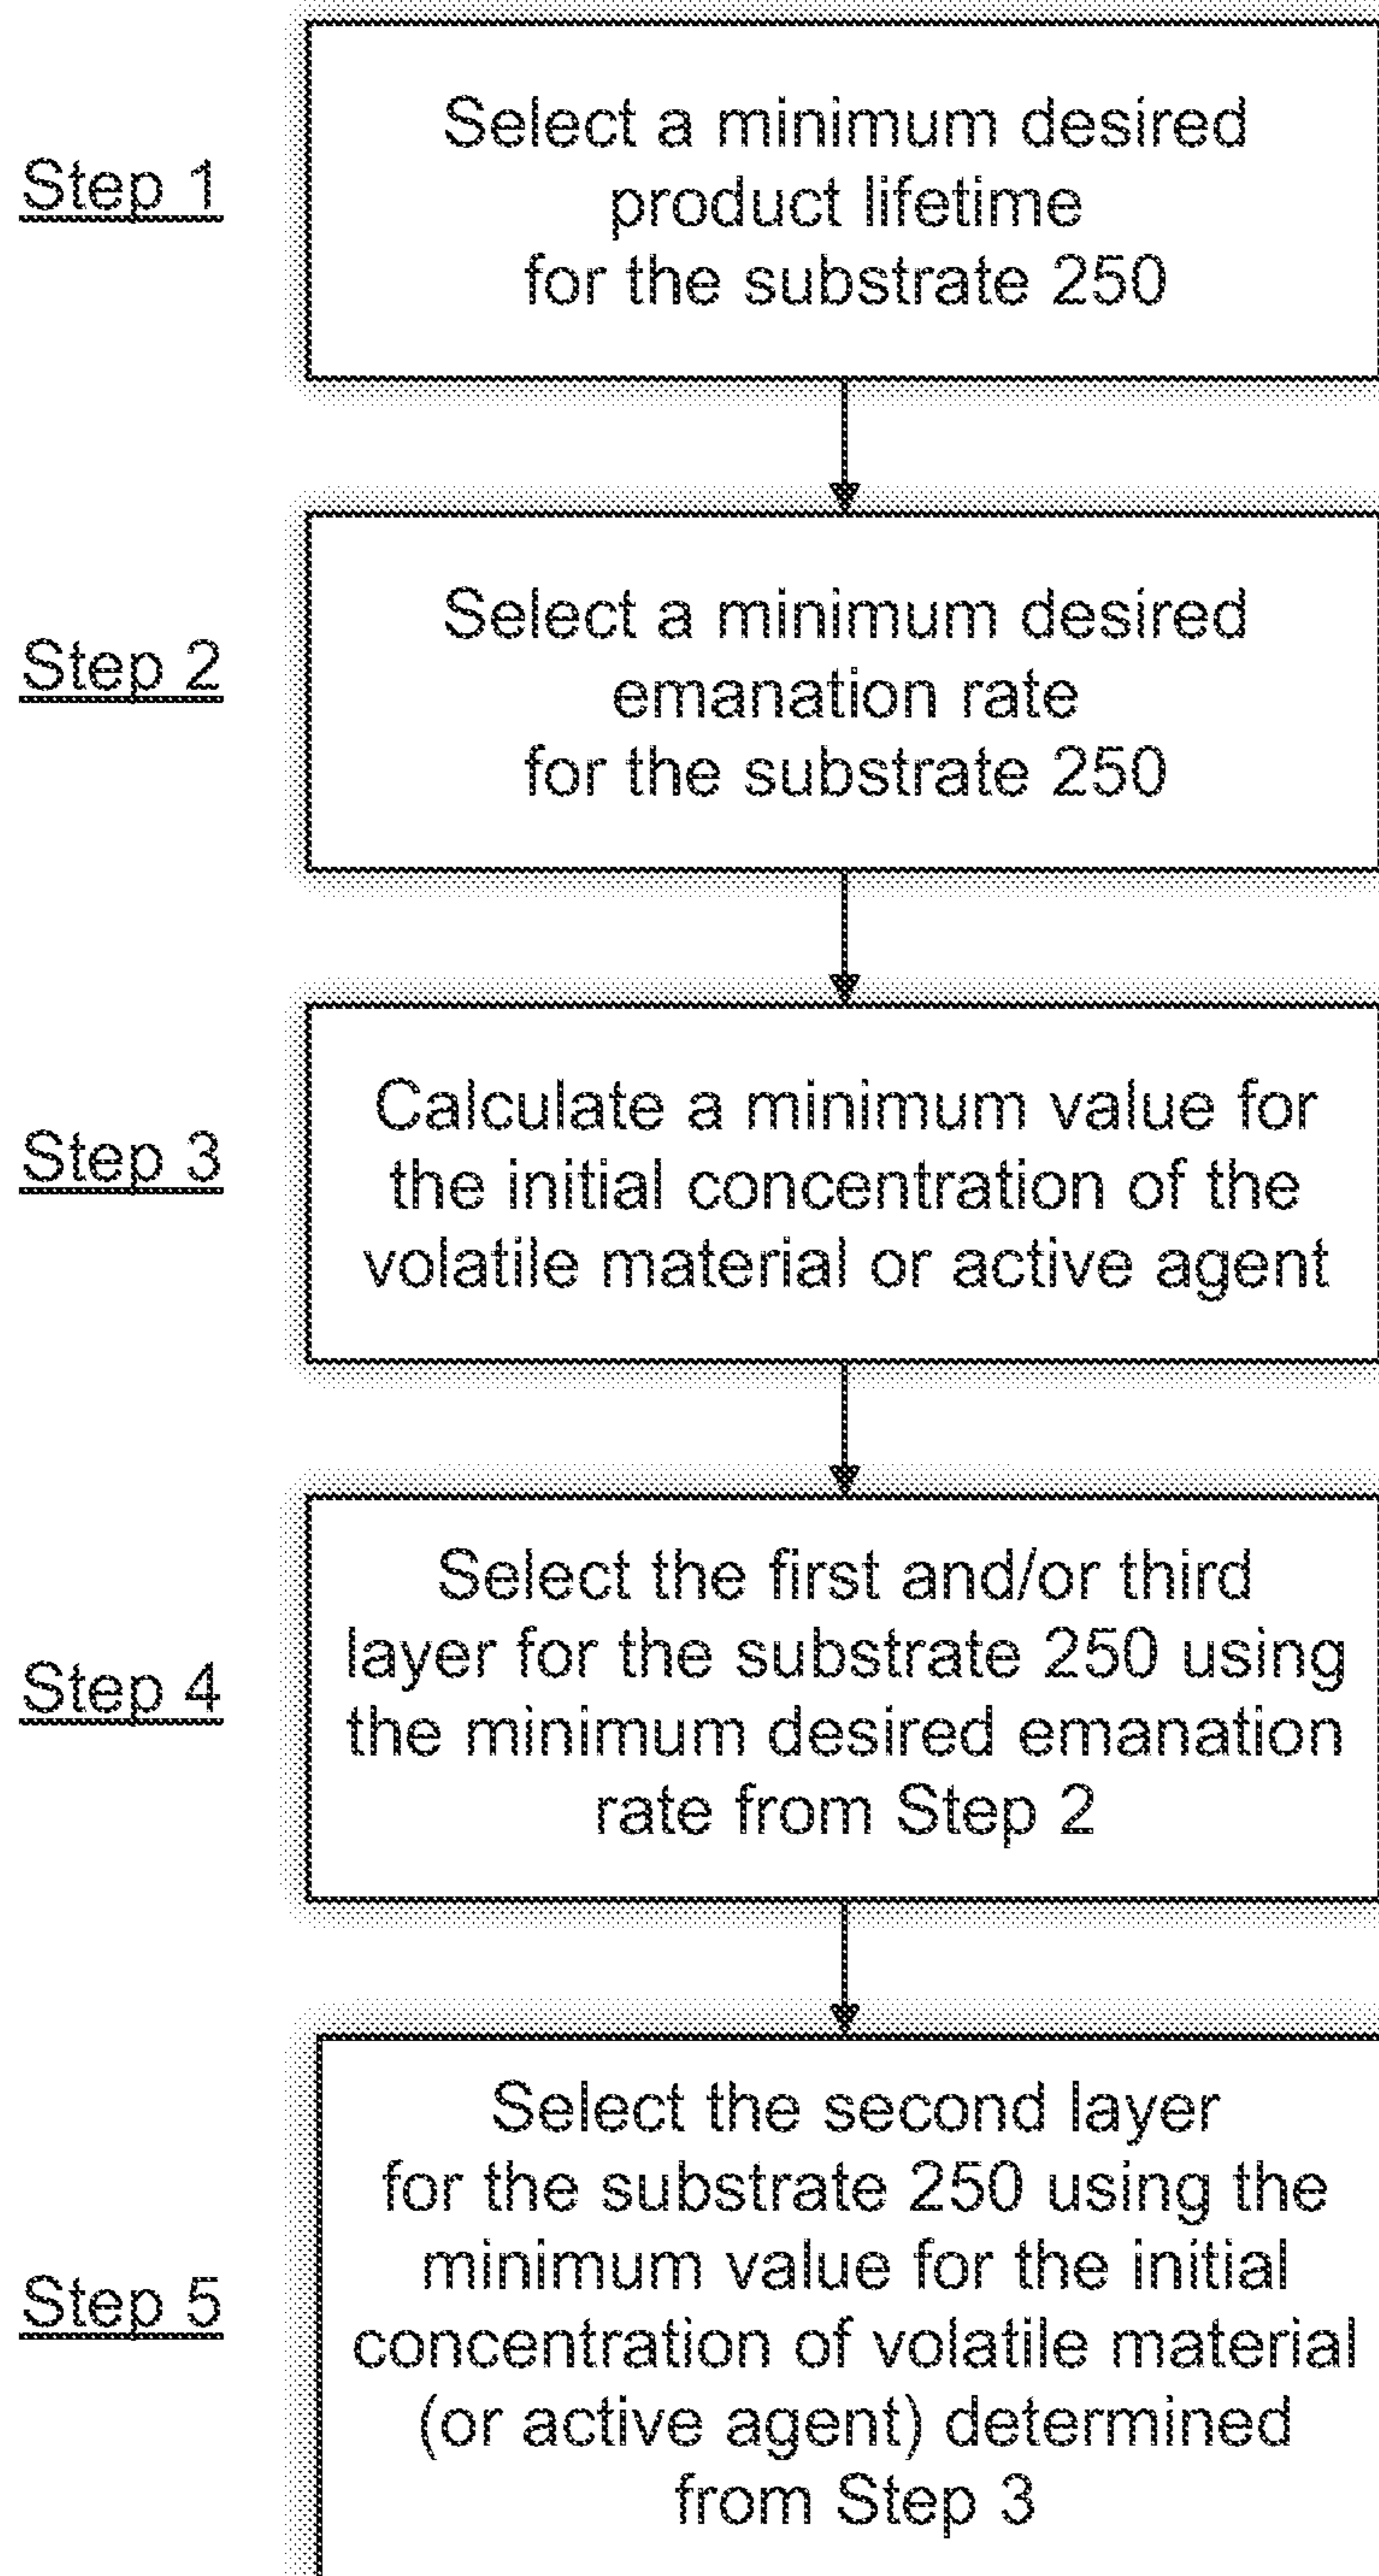 Step 1
Select a minimum desired
product lifetime
for the substrate 250
Step 2
Select a minimum desired
emanation rate
for the substrate 250
Step 3
Calculate a minimum value for
the initial concentration of the
volatile material or active agent
Step 4
Select the first and/or third
layer for the substrate 250 using
the minimum desired emanation
rate from Step 2
Step 5
Select the second layer
for the substrate 250 using the
minimum value for the initial
concentration of volatile material
(or active agent) determined
from Step 3